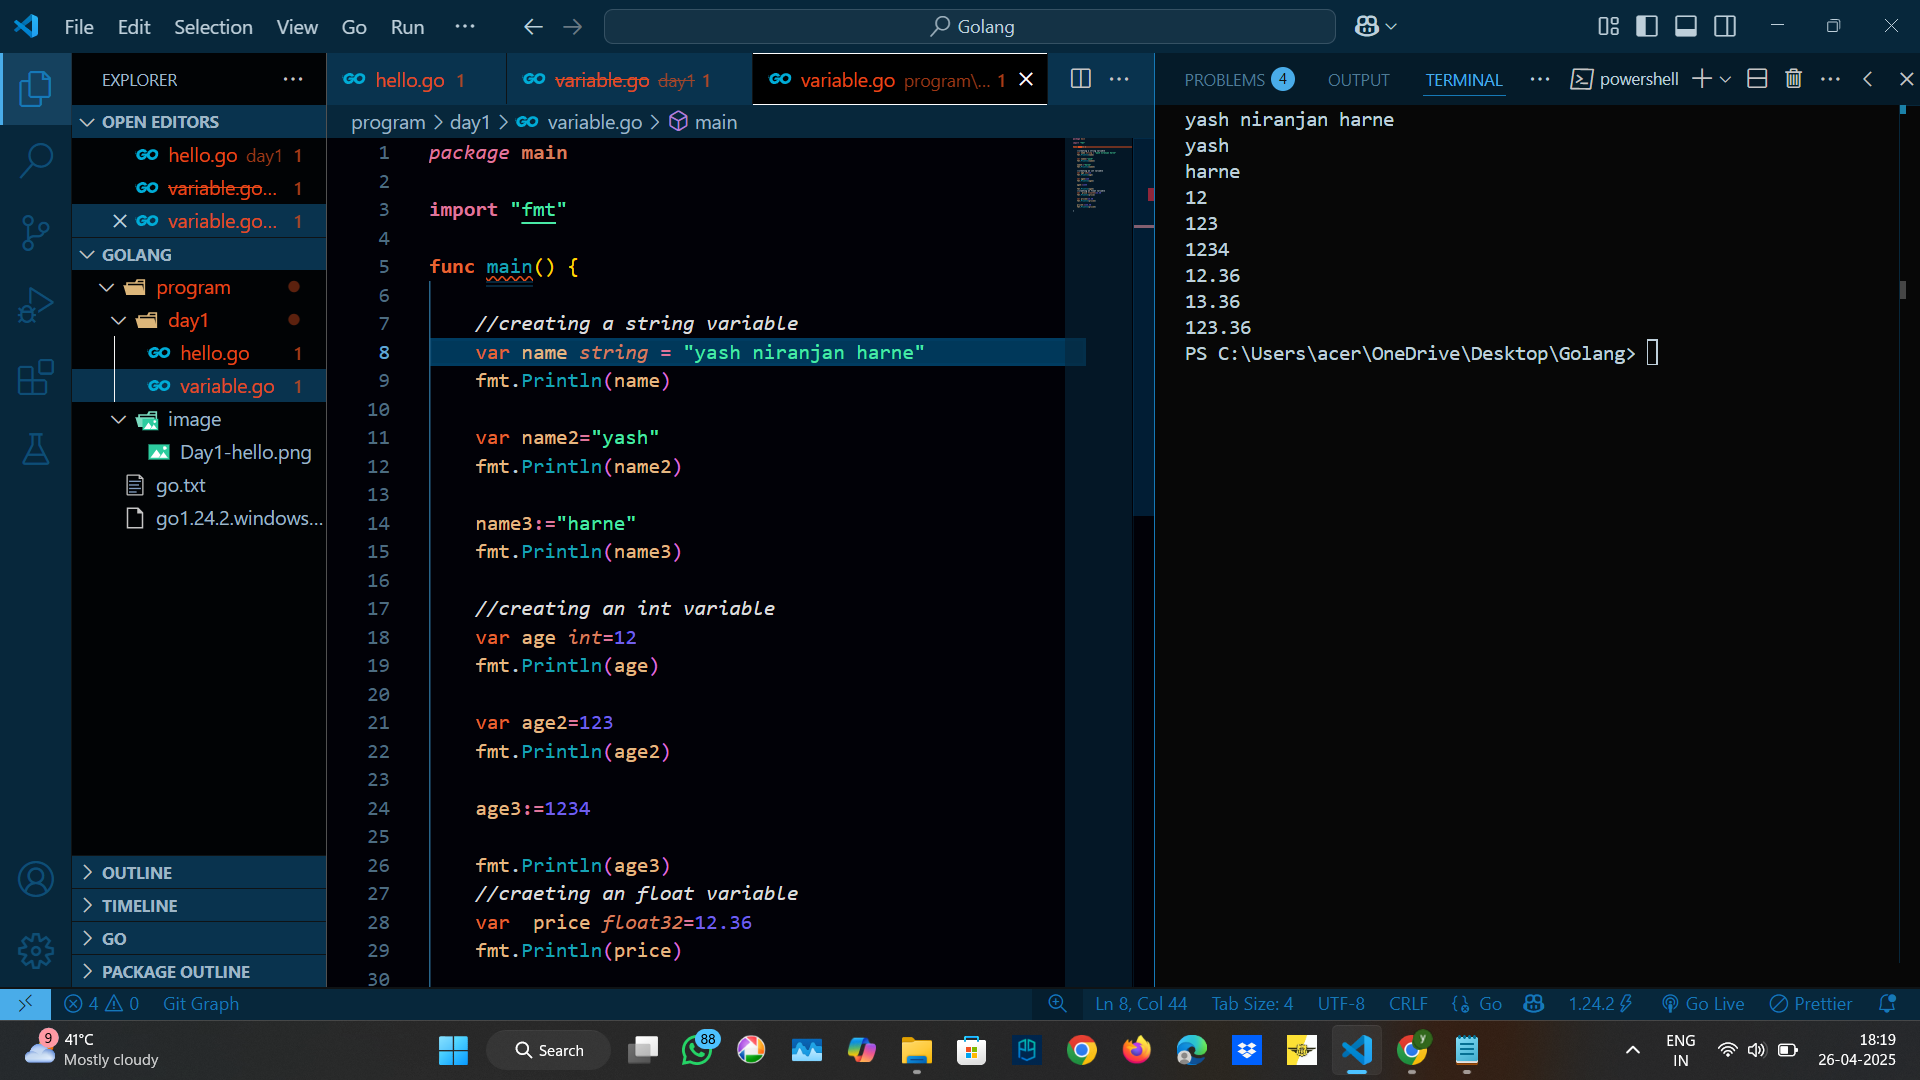 File Edit Selection View Go Run ··· Golang
EXPLORER ···
OPEN EDITORS
GO hello.go day1 1
GO variable.go... 1
GO variable.go... 1
GOLANG
program
day1
GO hello.go 1
GO variable.go 1
image
Day1-hello.png
go.txt
go1.24.2.windows...
OUTLINE
TIMELINE
GO
PACKAGE OUTLINE
GO hello.go 1 GO variable.go day1 1 GO variable.go program\... 1
program > day1 > GO variable.go > main
1 package main
2
3 import "fmt"
4
5 func main() {
6
7 //creating a string variable
8 var name string = "yash niranjan harne"
9 fmt.Println(name)
10
11 var name2="yash"
12 fmt.Println(name2)
13
14 name3:="harne"
15 fmt.Println(name3)
16
17 //creating an int variable
18 var age int=12
19 fmt.Println(age)
20
21 var age2=123
22 fmt.Println(age2)
23
24 age3:=1234
25
26 fmt.Println(age3)
27 //craeting an float variable
28 var  price float32=12.36
29 fmt.Println(price)
30
PROBLEMS 4 OUTPUT TERMINAL ··· powershell ···
yash niranjan harne
yash
harne
12
123
1234
12.36
13.36
123.36
PS C:\Users\acer\OneDrive\Desktop\Golang>
4 0 Git Graph Ln 8, Col 44 Tab Size: 4 UTF-8 CRLF {} Go 1.24.2 Go Live Prettier
9 41°C
Mostly cloudy
Search
88
y
ENG
IN
18:19
26-04-2025